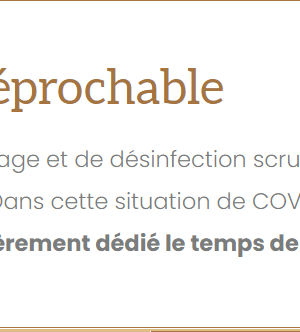 éprochable
age et de désinfection scru
Dans cette situation de COV
èrement dédié le temps de